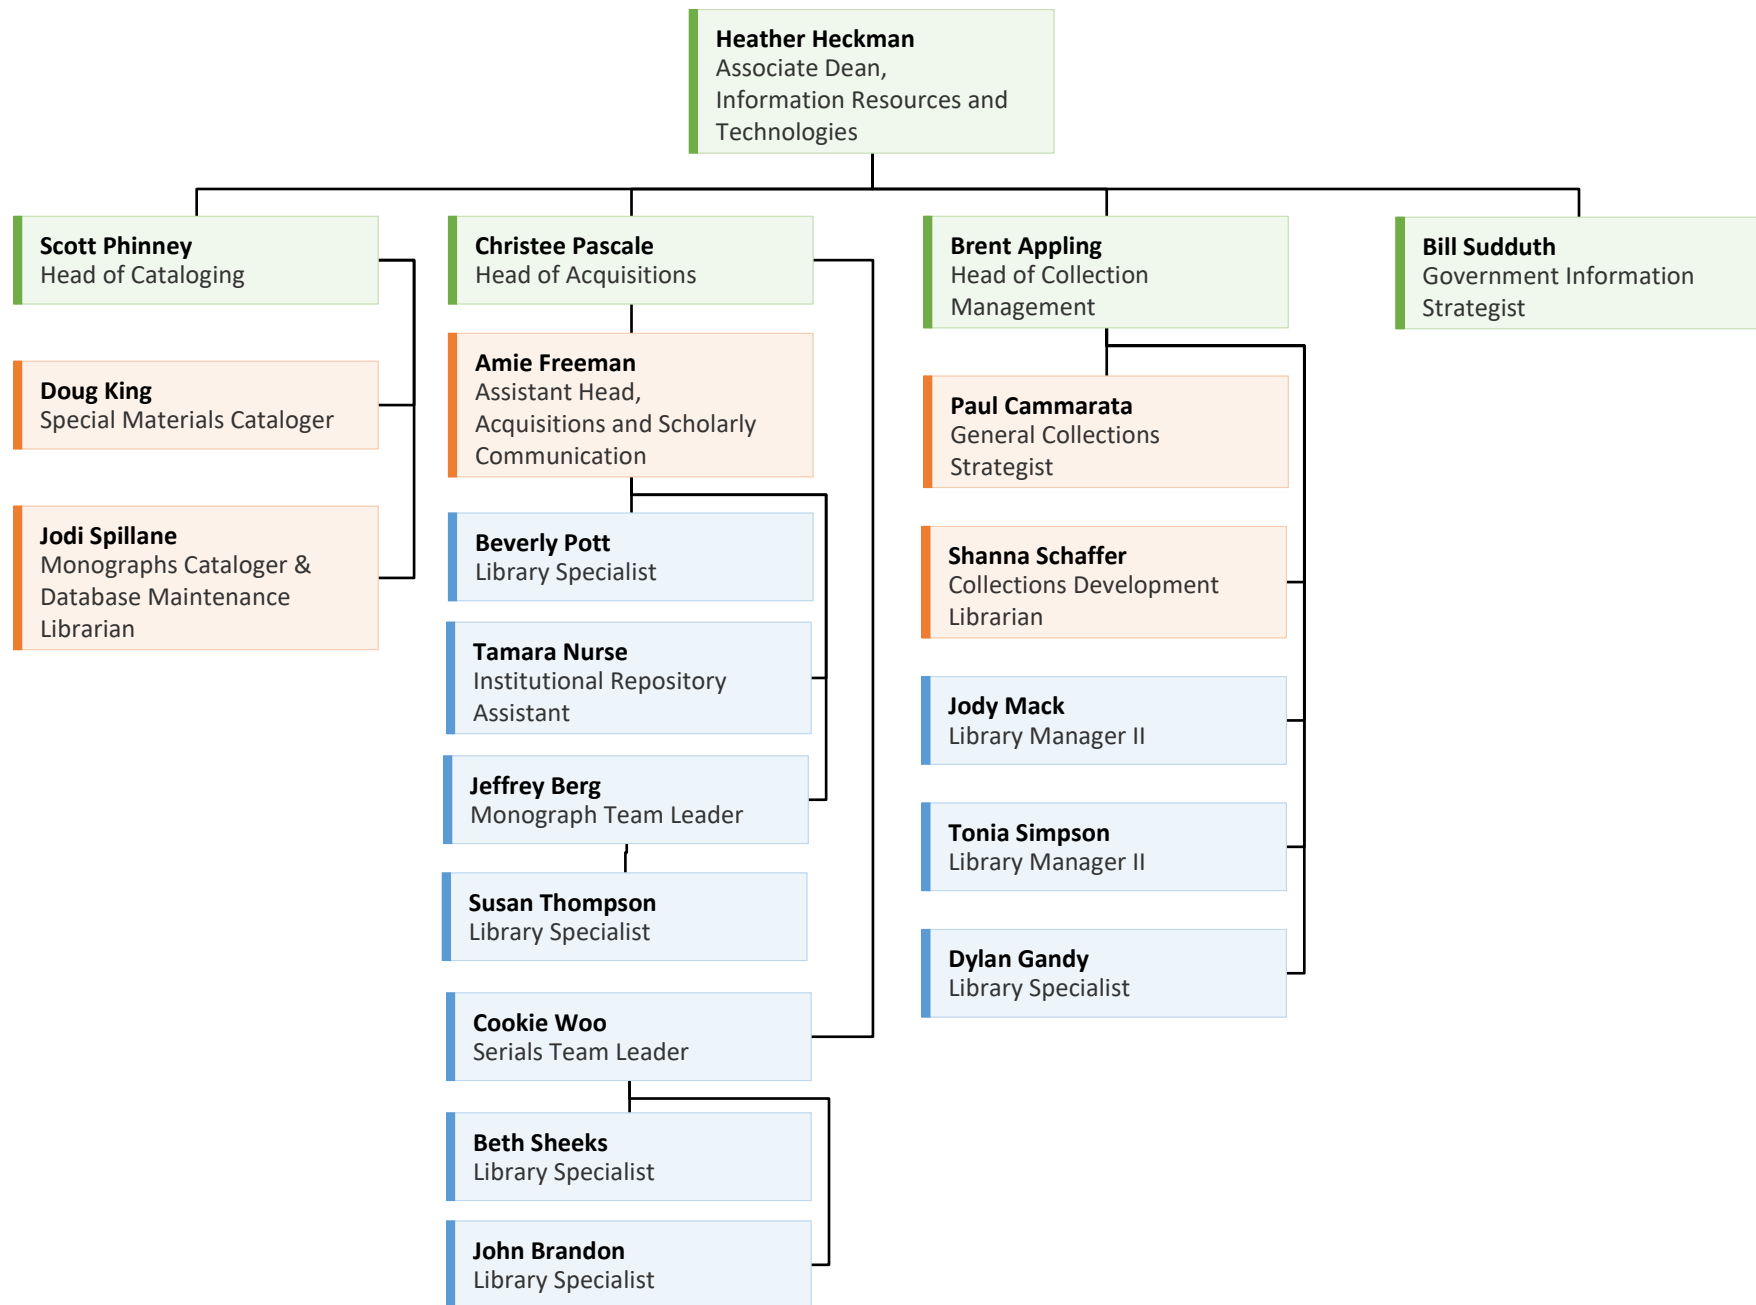 Heather Heckman
Associate Dean,
Information Resources and
Technologies
Scott Phinney
Head of Cataloging
Doug King
Special Materials Cataloger
Jodi Spillane
Monographs Cataloger &
Database Maintenance
Librarian
Christee Pascale
Head of Acquisitions
Amie Freeman
Assistant Head,
Acquisitions and Scholarly
Communication
Beverly Pott
Library Specialist
Tamara Nurse
Institutional Repository
Assistant
Jeffrey Berg
Monograph Team Leader
Susan Thompson
Library Specialist
Cookie Woo
Serials Team Leader
Beth Sheeks
Library Specialist
John Brandon
Library Specialist
Brent Appling
Head of Collection
Management
Paul Cammarata
General Collections
Strategist
Shanna Schaffer
Collections Development
Librarian
Jody Mack
Library Manager II
Tonia Simpson
Library Manager II
Dylan Gandy
Library Specialist
Bill Sudduth
Government Information
Strategist